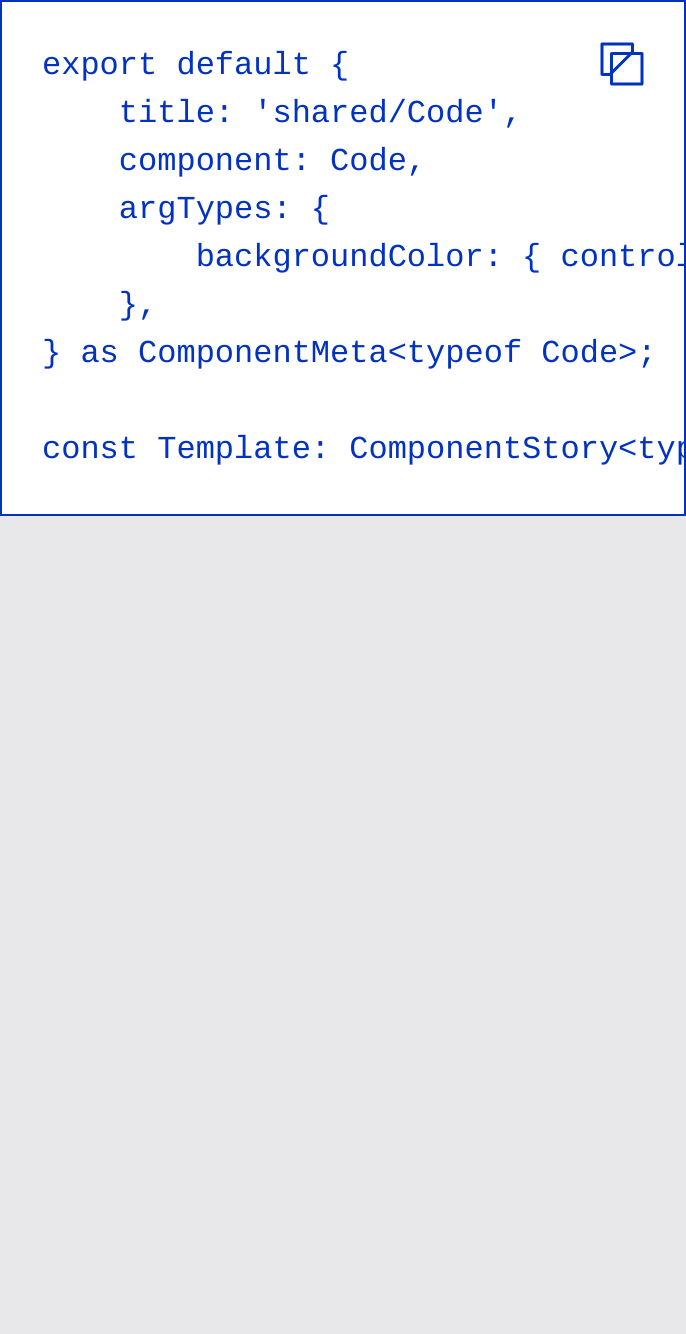 export default {
    title: 'shared/Code',
    component: Code,
    argTypes: {
        backgroundColor: { control
    },
} as ComponentMeta<typeof Code>;

const Template: ComponentStory<typ